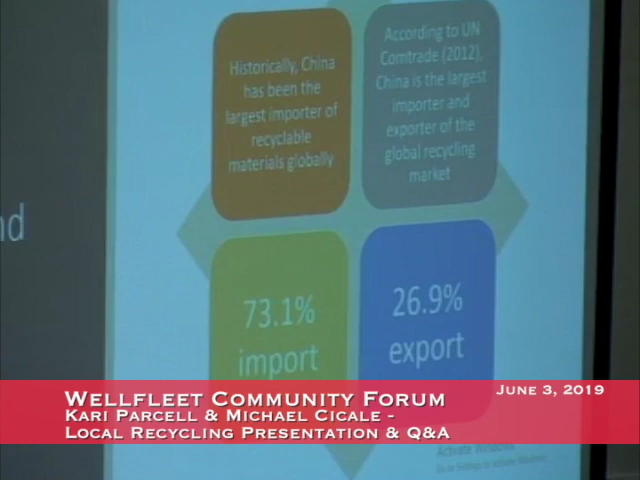 Historically, China
has been the
largest importer of
recyclable
materials globally
According to UN
Comtrade (2012),
China is the largest
importer and
exporter of the
global recycling
market
nd
73.1%
import
26.9%
export
Wellfleet Community Forum
June 3, 2019
Kari Parcell & Michael Cicale -
Local Recycling Presentation & Q&A
Activate Windows
Go to Settings to activate Windows.